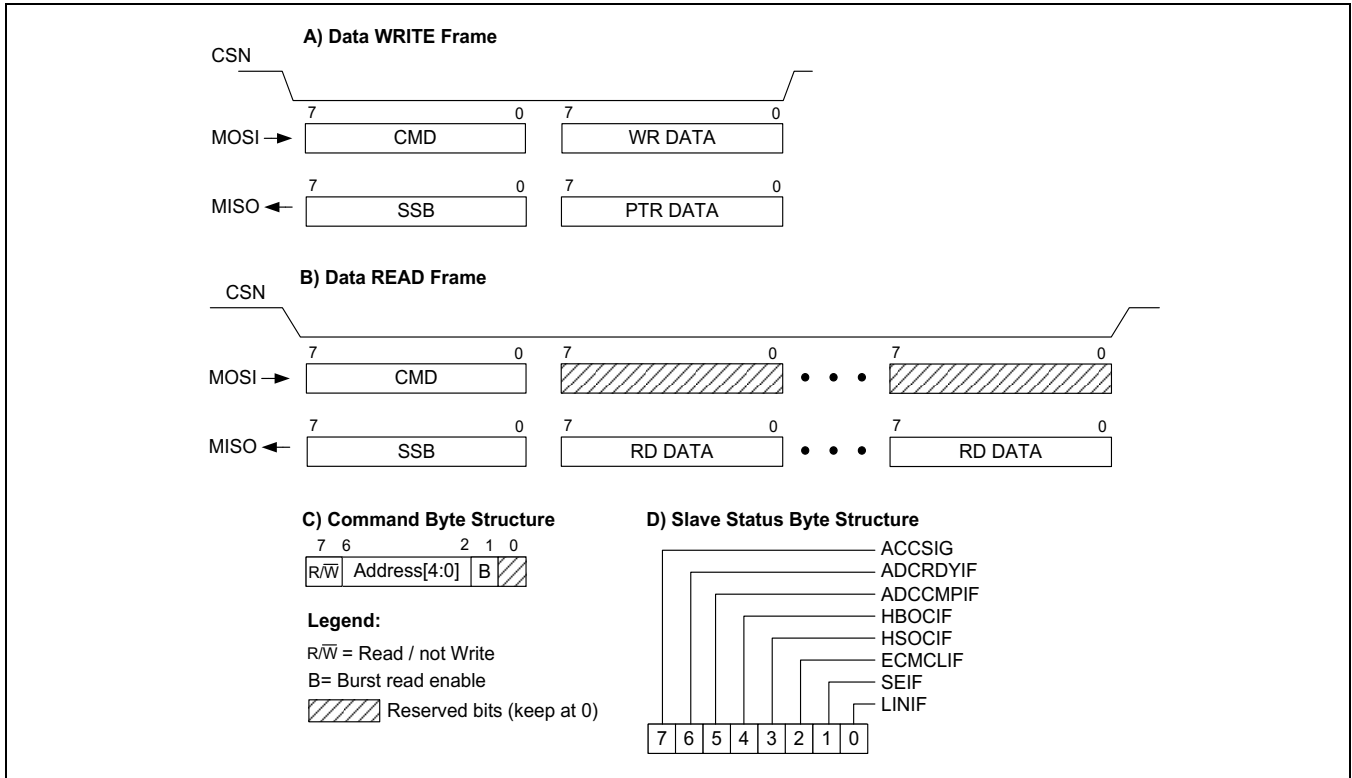 A) Data WRITE Frame
CSN
7 0 7 0
MOSI CMD WR DATA
7 0 7 0
MISO SSB PTR DATA
B) Data READ Frame
CSN
7 0 7 0 7 0
MOSI CMD
7 0 7 0 7 0
MISO SSB RD DATA RD DATA
C) Command Byte Structure
7 6 2 1 0
R/W̅ Address[4:0] B
Legend:
R/W̅ = Read / not Write
B= Burst read enable
Reserved bits (keep at 0)
D) Slave Status Byte Structure
ACCSIG
ADCRDYIF
ADCCMPIF
HBOCIF
HSOCIF
ECMCLIF
SEIF
LINIF
7 6 5 4 3 2 1 0